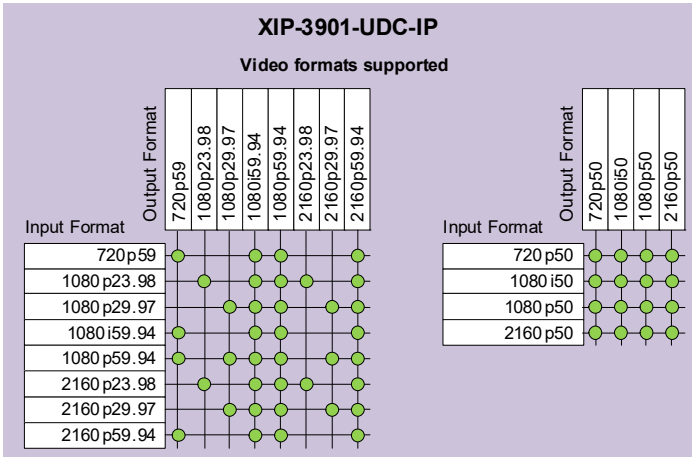 XIP-3901-UDC-IP
Video formats supported
Output Format
720p59
1080p23.98
1080p29.97
1080i59.94
1080p59.94
2160p23.98
2160p29.97
2160p59.94
Input Format
720p59
1080p23.98
1080p29.97
1080i59.94
1080p59.94
2160p23.98
2160p29.97
2160p59.94
Output Format
720p50
1080i50
1080p50
2160p50
Input Format
720p50
1080i50
1080p50
2160p50